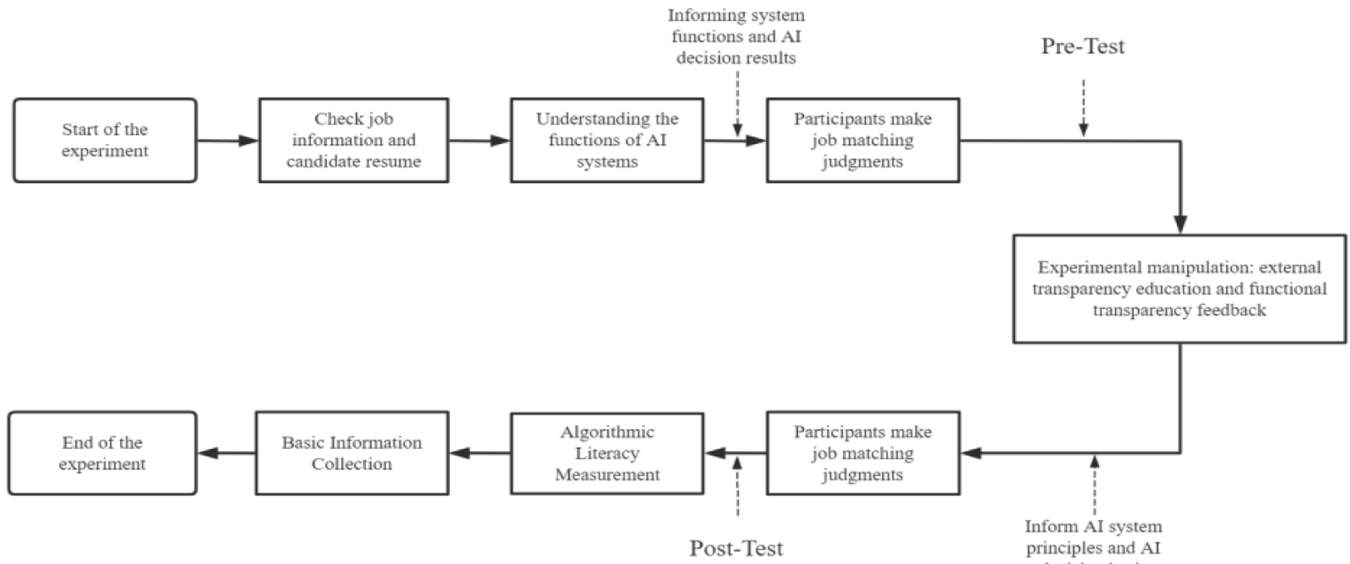 Informing system
functions and AI
decision results
Pre-Test
Start of the
experiment
Check job
information and
candidate resume
Understanding the
functions of AI
systems
Participants make
job matching
judgments
Experimental manipulation: external
transparency education and functional
transparency feedback
Participants make
job matching
judgments
Algorithmic
Literacy
Measurement
Basic Information
Collection
End of the
experiment
Post-Test
Inform AI system
principles and AI